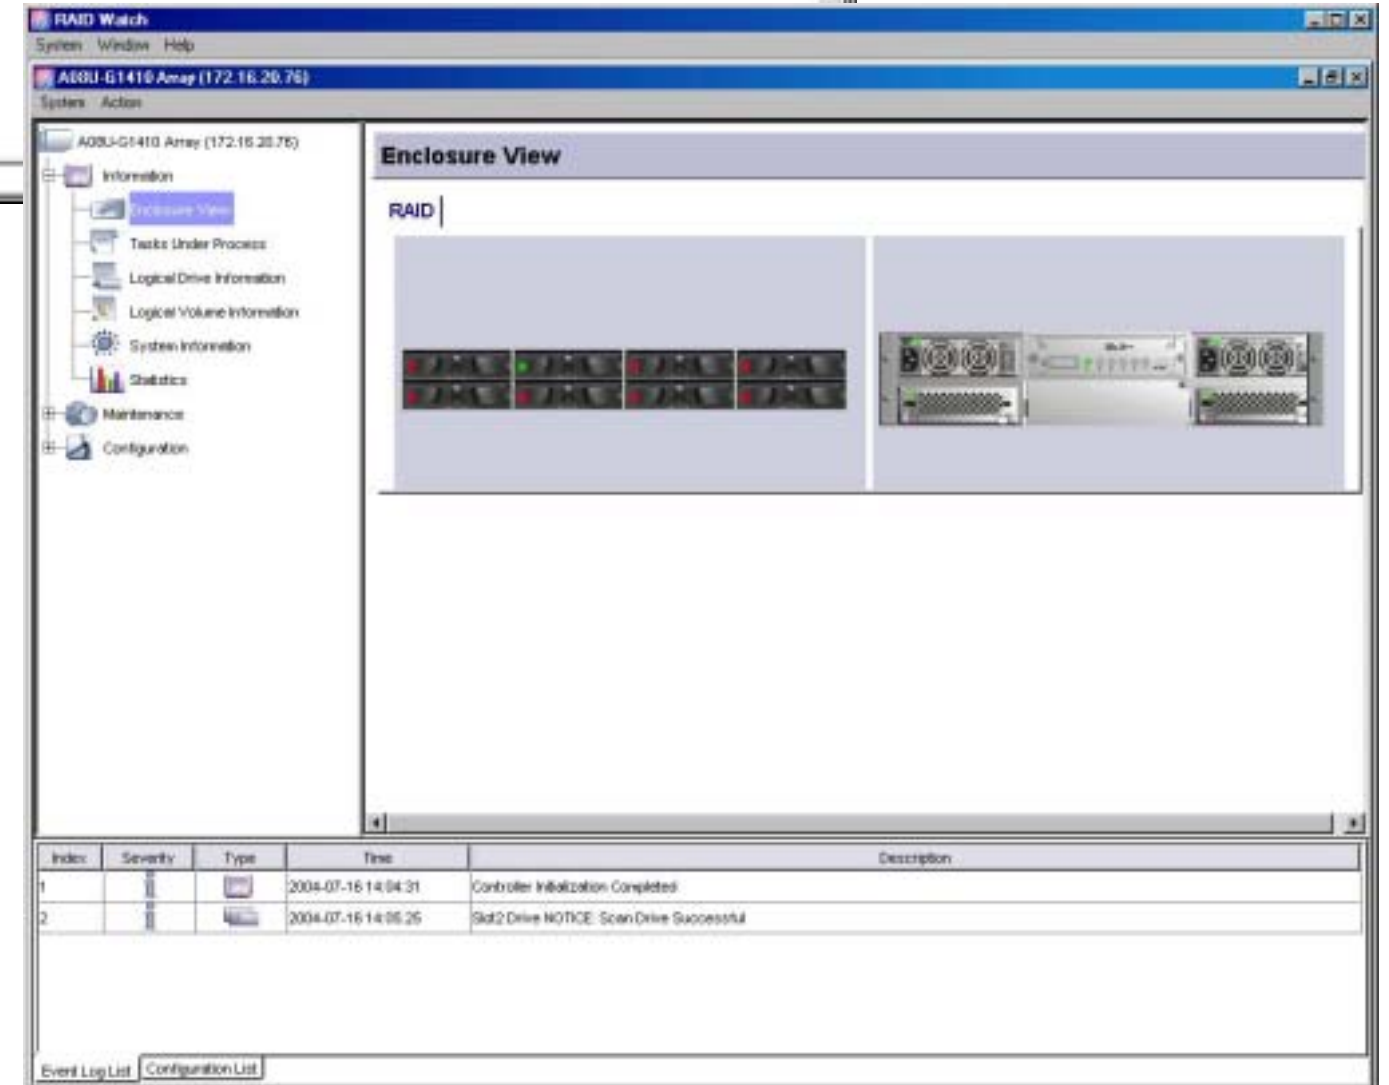 RAID Watch
System Window Help
A08U-G1410 Array (172.16.20.76)
System Action
A08U-G1410 Array (172.16.20.76)
Information
Enclosure View
Tasks Under Process
Logical Drive Information
Logical Volume Information
System Information
Statistics
Maintenance
Configuration
Enclosure View
RAID
Index Severity Type Time Description
1 2004-07-16 14:04:31 Controller Initialization Completed
2 2004-07-16 14:05:25 Slot2 Drive NOTICE: Scan Drive Successful
Event Log List Configuration List